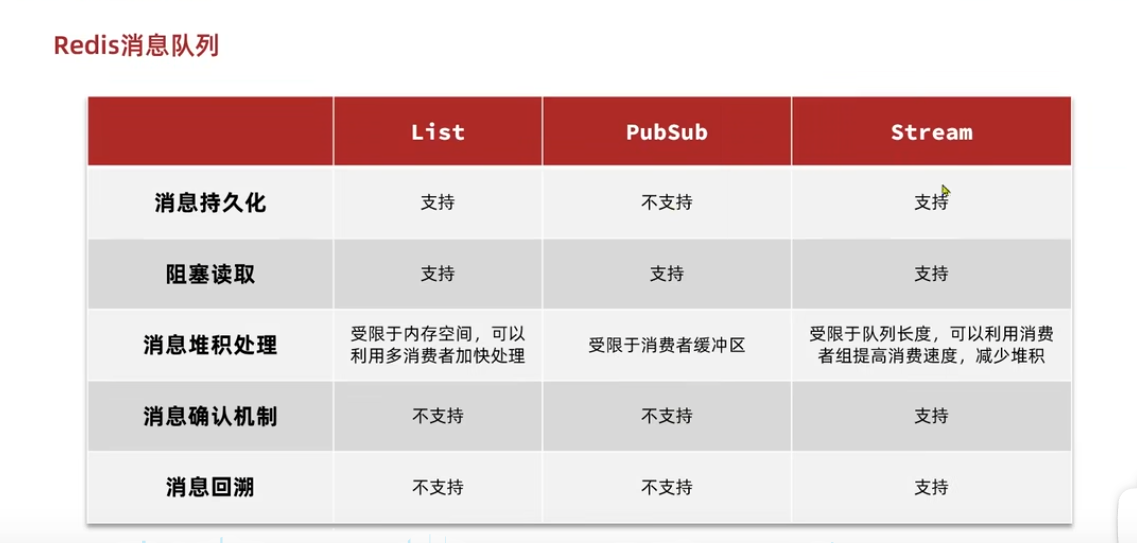 Redis消息队列
List PubSub Stream
消息持久化 支持 不支持 支持
阻塞读取 支持 支持 支持
消息堆积处理
受限于内存空间，可以
利用多消费者加快处理
受限于消费者缓冲区
受限于队列长度，可以利用消费
者组提高消费速度，减少堆积
消息确认机制 不支持 不支持 支持
消息回溯 不支持 不支持 支持